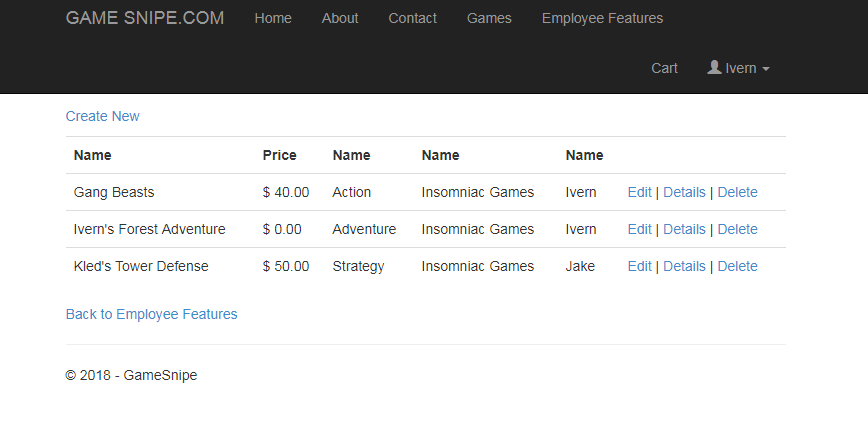 GAME SNIPE.COM Home About Contact Games Employee Features
Cart Ivern
Create New
Name Price Name Name Name
Gang Beasts $ 40.00 Action Insomniac Games Ivern Edit | Details | Delete
Ivern's Forest Adventure $ 0.00 Adventure Insomniac Games Ivern Edit | Details | Delete
Kled's Tower Defense $ 50.00 Strategy Insomniac Games Jake Edit | Details | Delete
Back to Employee Features
© 2018 - GameSnipe